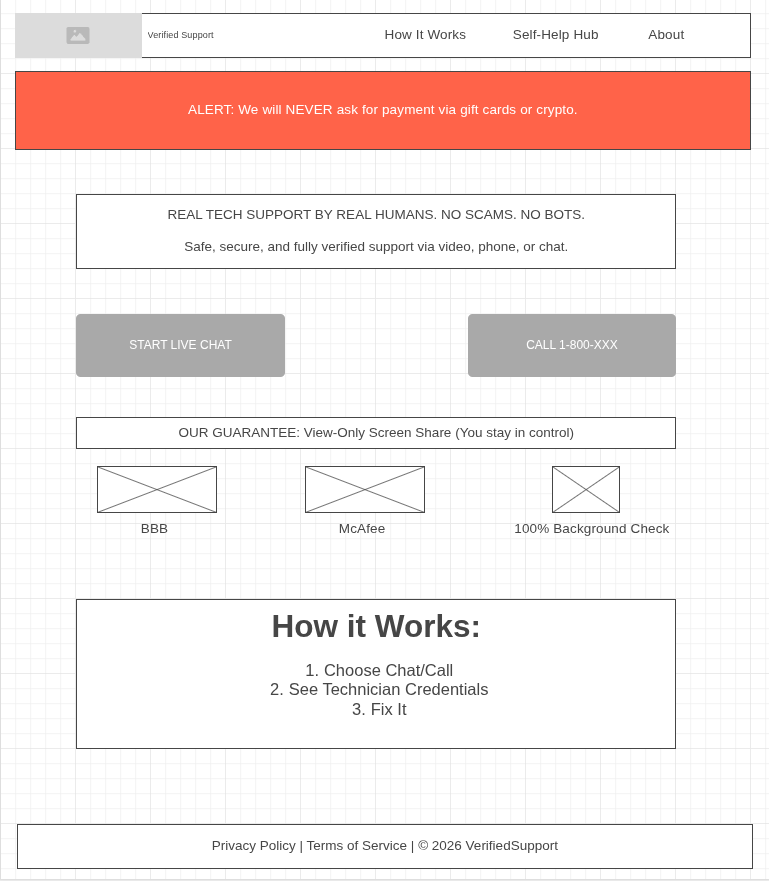 Verified Support
How It Works
Self-Help Hub
About
ALERT: We will NEVER ask for payment via gift cards or crypto.
REAL TECH SUPPORT BY REAL HUMANS. NO SCAMS. NO BOTS.
Safe, secure, and fully verified support via video, phone, or chat.
START LIVE CHAT
CALL 1-800-XXX
OUR GUARANTEE: View-Only Screen Share (You stay in control)
BBB
McAfee
100% Background Check
How it Works:
1. Choose Chat/Call
2. See Technician Credentials
3. Fix It
Privacy Policy | Terms of Service | © 2026 VerifiedSupport